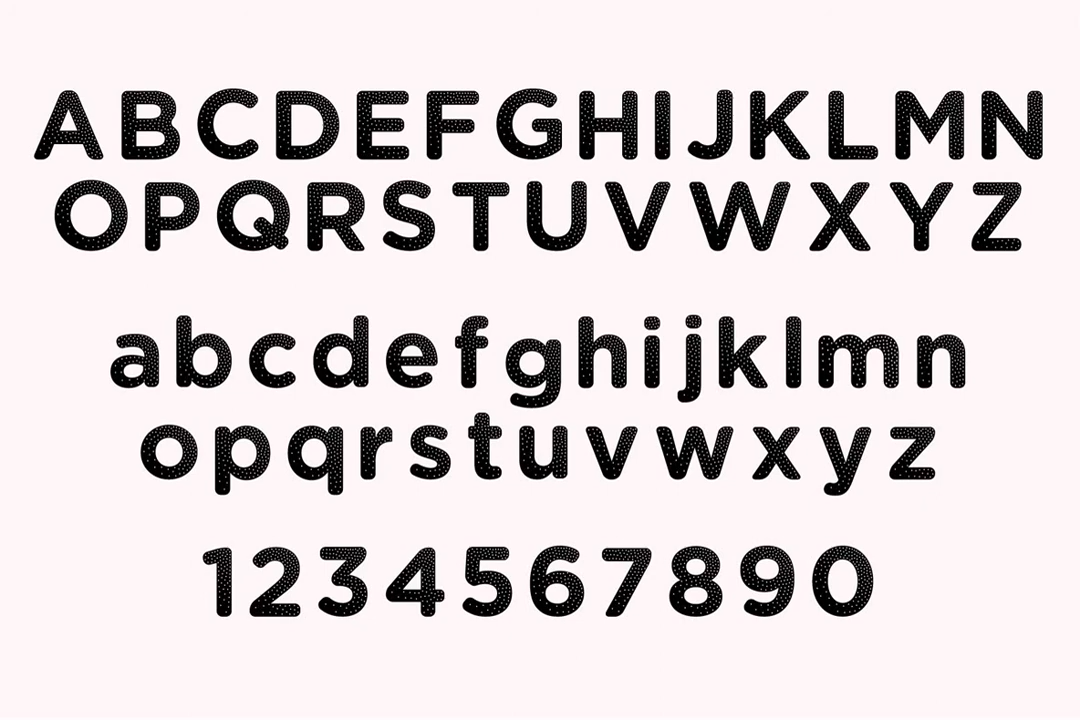 ABCDEFGHIJKLMN
OPQRSTUVWXYZ
abcdefghijklmn
opqrstuvwxyz
1234567890